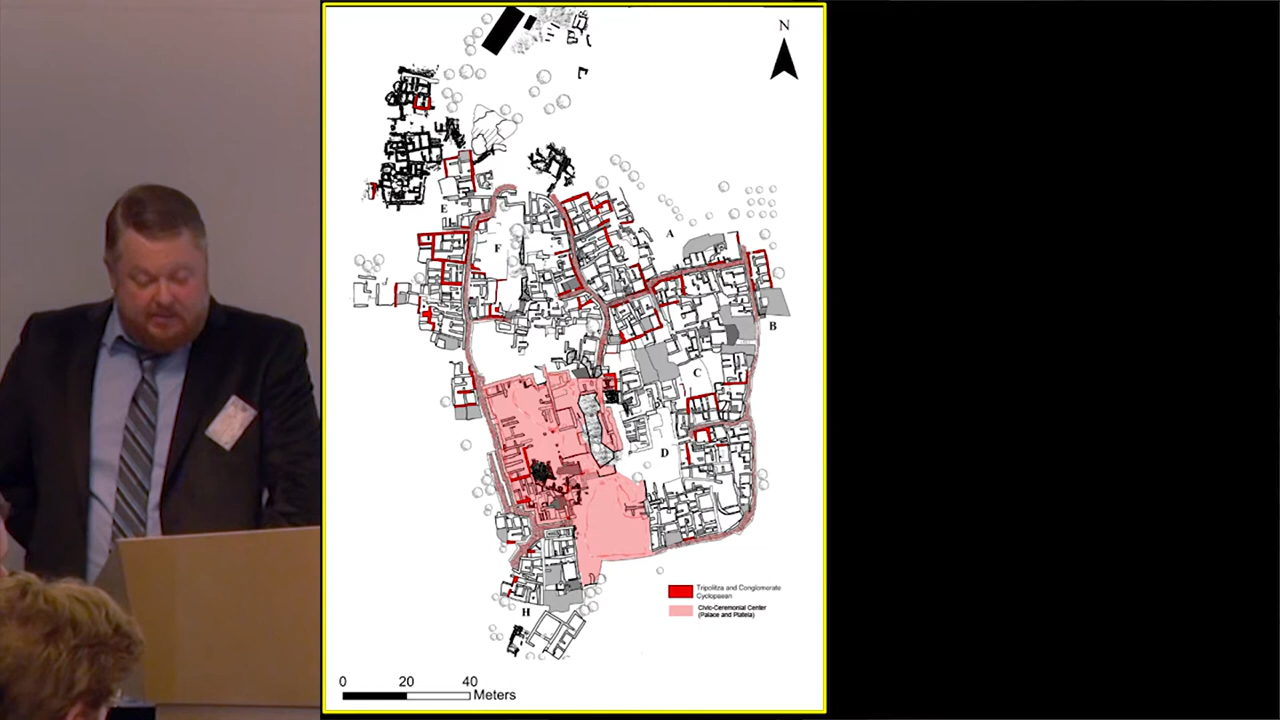 N
E
F
A
B
C
D
Tripolitza and Conglomerate
Cyclopaean
Civic-Ceremonial Center
(Palace and Plateia)
H
0 20 40
Meters